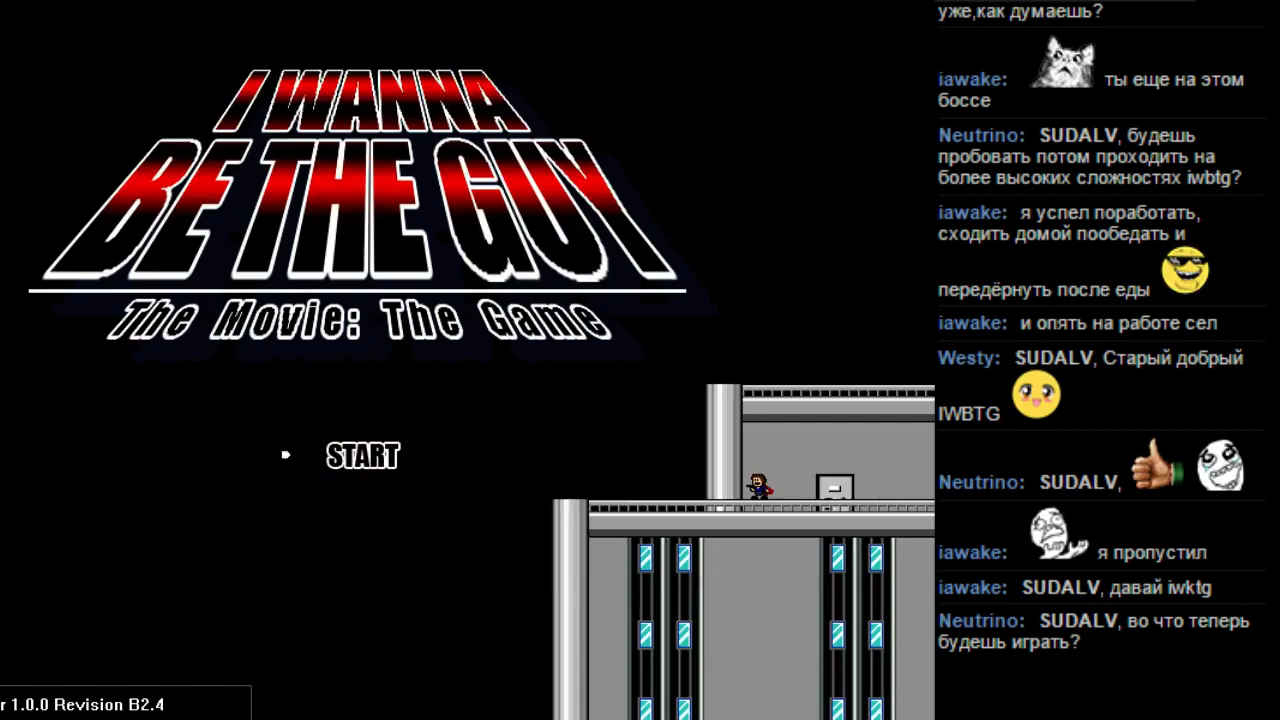 I WANNA
BE THE GUY
The Movie: The Game
START
r 1.0.0 Revision B2.4
уже,как думаешь?
iawake: ты еще на этом
боссе
Neutrino: SUDALV, будешь
пробовать потом проходить на
более высоких сложностях iwbtg?
iawake: я успел поработать,
сходить домой пообедать и
передёрнуть после еды
iawake: и опять на работе сел
Westy: SUDALV, Старый добрый
IWBTG
Neutrino: SUDALV,
iawake: я пропустил
iawake: SUDALV, давай iwktg
Neutrino: SUDALV, во что теперь
будешь играть?